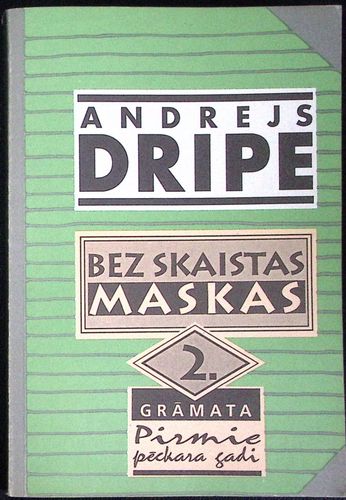 ANDREJS
DRIPE
BEZ SKAISTAS
MASKAS
2.
GRĀMATA
Pirmie
pēckara gadi